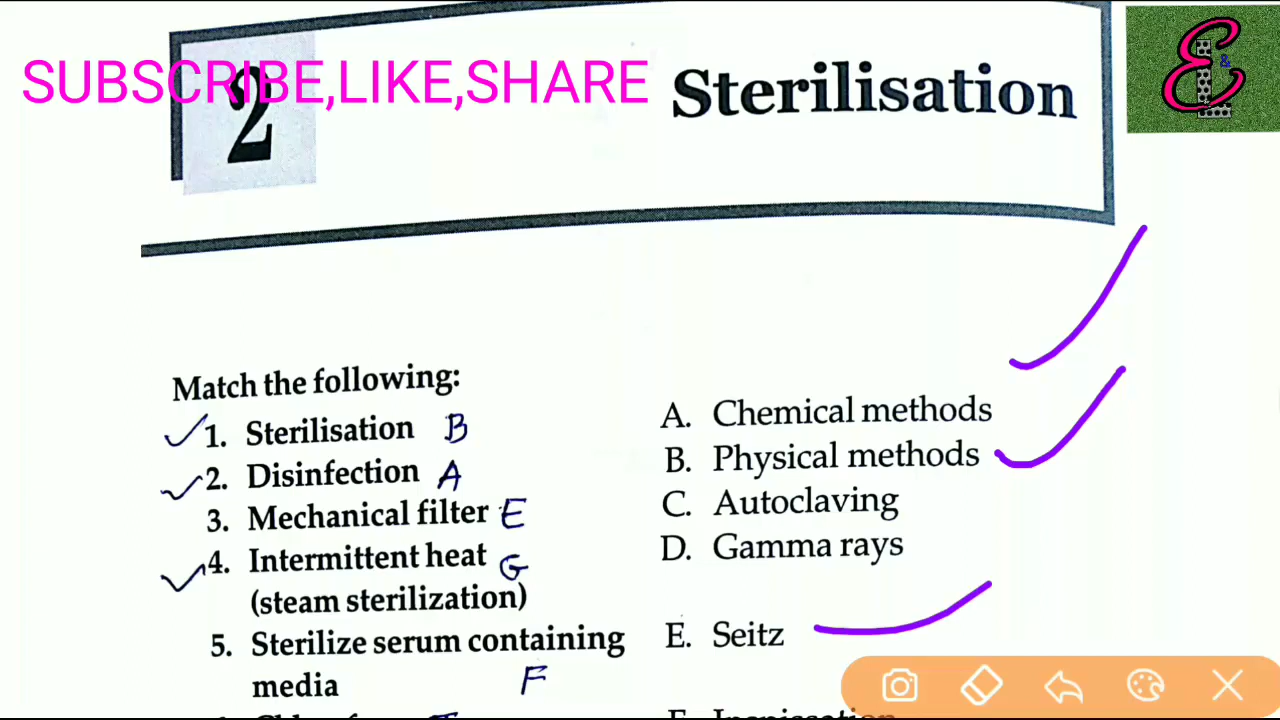 SUBSCRIBE,LIKE,SHARE
2
Sterilisation
Match the following:
1. Sterilisation B
2. Disinfection A
3. Mechanical filter E
4. Intermittent heat G
(steam sterilization)
5. Sterilize serum containing
media F
A. Chemical methods
B. Physical methods
C. Autoclaving
D. Gamma rays
E. Seitz